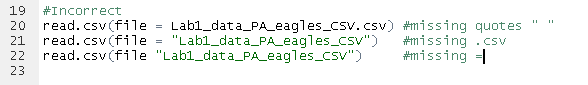 19 #Incorrect
20 read.csv(file = Lab1_data_PA_eagles_CSV.csv) #missing quotes " "
21 read.csv(file = "Lab1_data_PA_eagles_CSV")   #missing .csv
22 read.csv(file "Lab1_data_PA_eagles_CSV")     #missing =
23